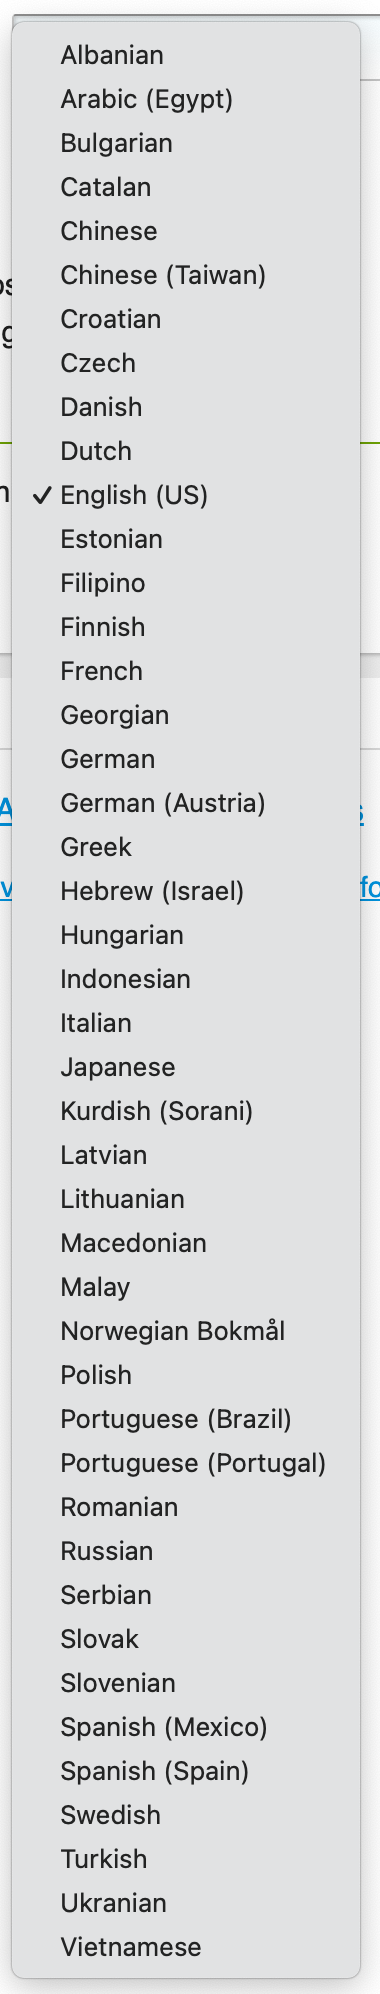 Albanian
Arabic (Egypt)
Bulgarian
Catalan
Chinese
Chinese (Taiwan)
Croatian
Czech
Danish
Dutch
✓ English (US)
Estonian
Filipino
Finnish
French
Georgian
German
German (Austria)
Greek
Hebrew (Israel)
Hungarian
Indonesian
Italian
Japanese
Kurdish (Sorani)
Latvian
Lithuanian
Macedonian
Malay
Norwegian Bokmål
Polish
Portuguese (Brazil)
Portuguese (Portugal)
Romanian
Russian
Serbian
Slovak
Slovenian
Spanish (Mexico)
Spanish (Spain)
Swedish
Turkish
Ukranian
Vietnamese